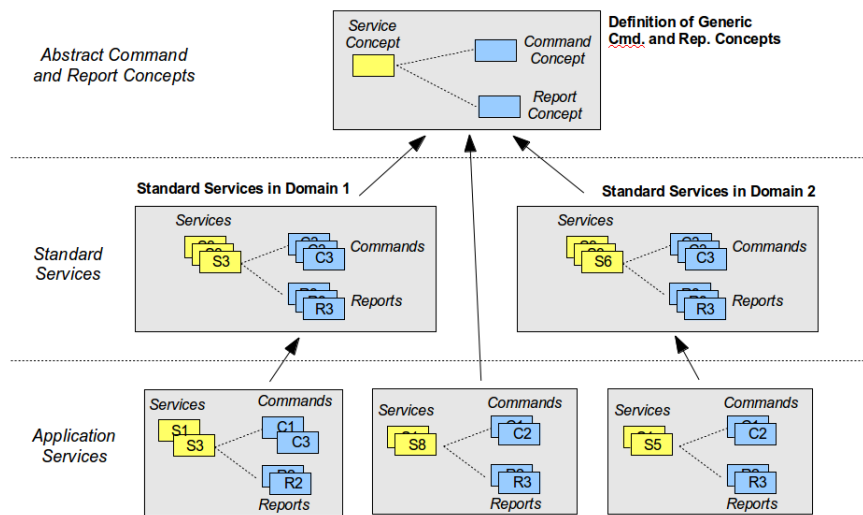 Abstract Command
and Report Concepts
Service
Concept
Command
Concept
Report
Concept
Definition of Generic
Cmd. and Rep. Concepts
Standard
Services
Standard Services in Domain 1
Services
S3
C3
Commands
R3
Reports
Standard Services in Domain 2
Services
S6
C3
Commands
R3
Reports
Application
Services
Services
S1
S3
Commands
C1
C3
R2
Reports
Services
S8
Commands
C2
R3
Reports
Services
S5
Commands
C2
R3
Reports